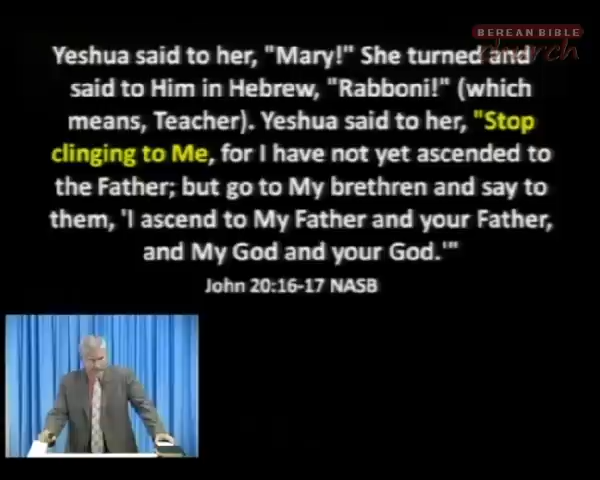 BEREAN BIBLE
church
Yeshua said to her, "Mary!" She turned and
said to Him in Hebrew, "Rabboni!" (which
means, Teacher). Yeshua said to her, "Stop
clinging to Me, for I have not yet ascended to
the Father; but go to My brethren and say to
them, 'I ascend to My Father and your Father,
and My God and your God.'"
John 20:16-17 NASB